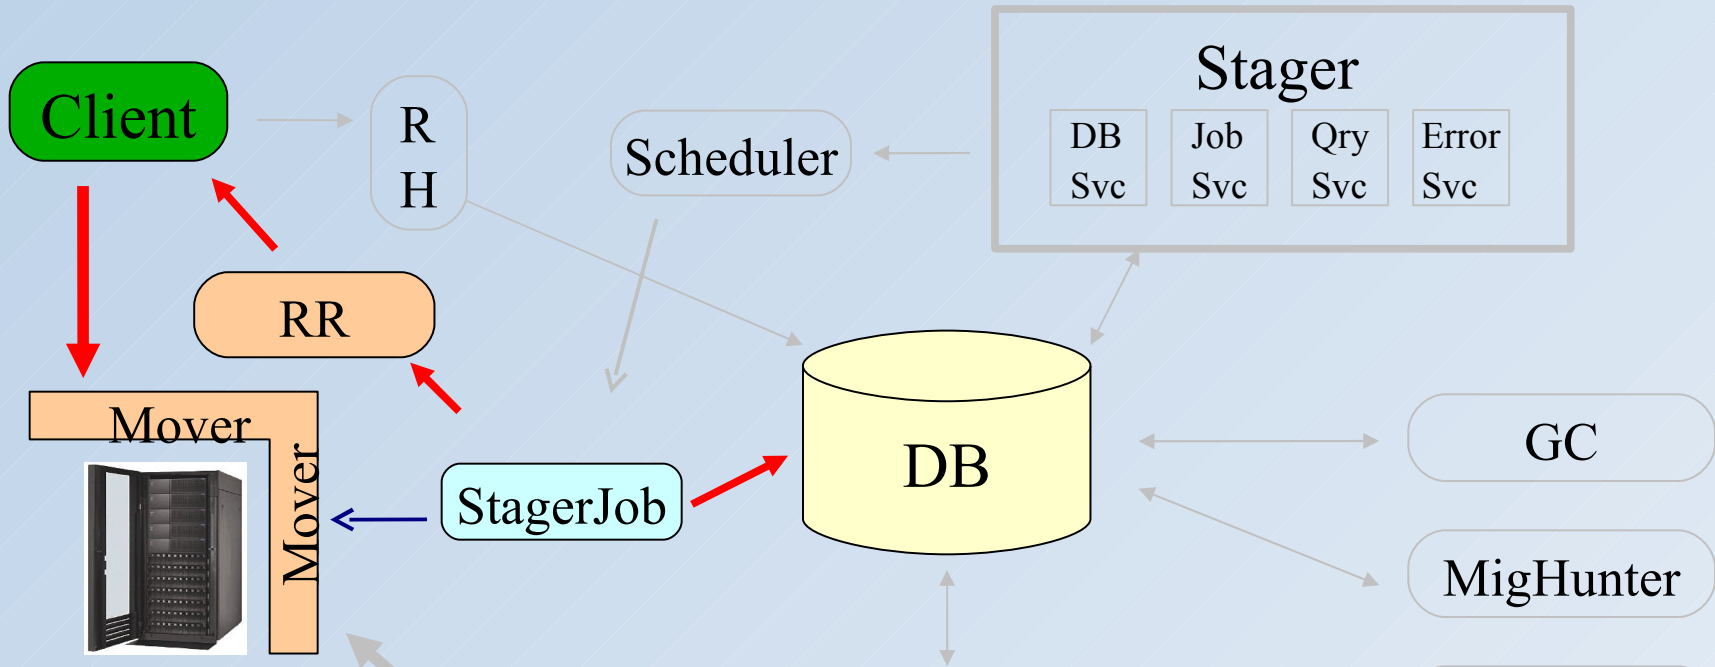 Client
R
H
Scheduler
Stager
DB
Svc
Job
Svc
Qry
Svc
Error
Svc
RR
Mover
Mover
StagerJob
DB
GC
MigHunter